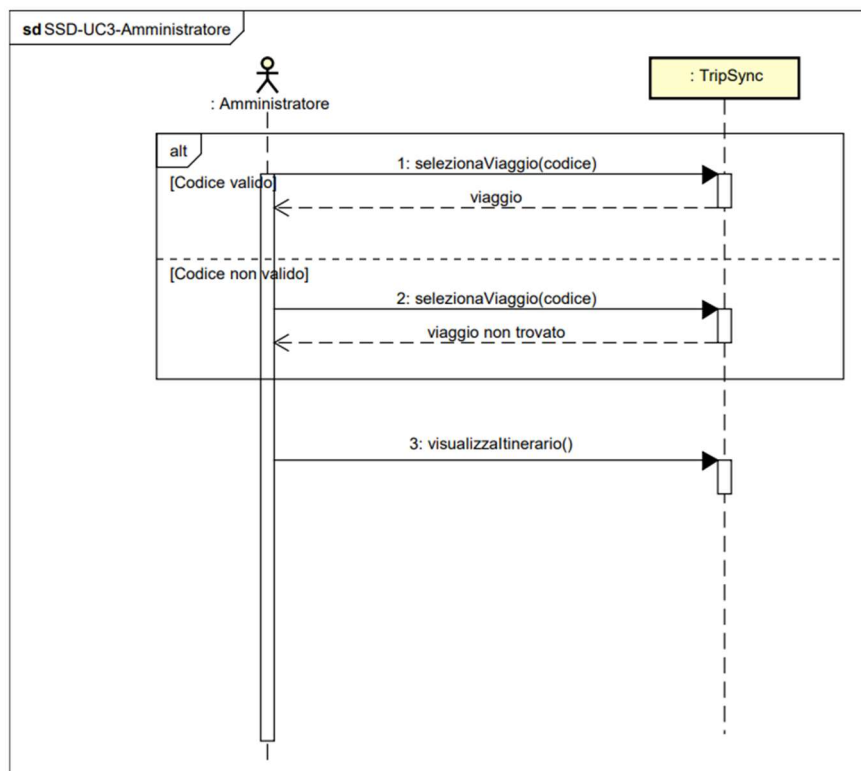 sd SSD-UC3-Amministratore
: Amministratore
: TripSync
alt
1: selezionaViaggio(codice)
[Codice valido]
viaggio
[Codice non valido]
2: selezionaViaggio(codice)
viaggio non trovato
3: visualizzaItinerario()